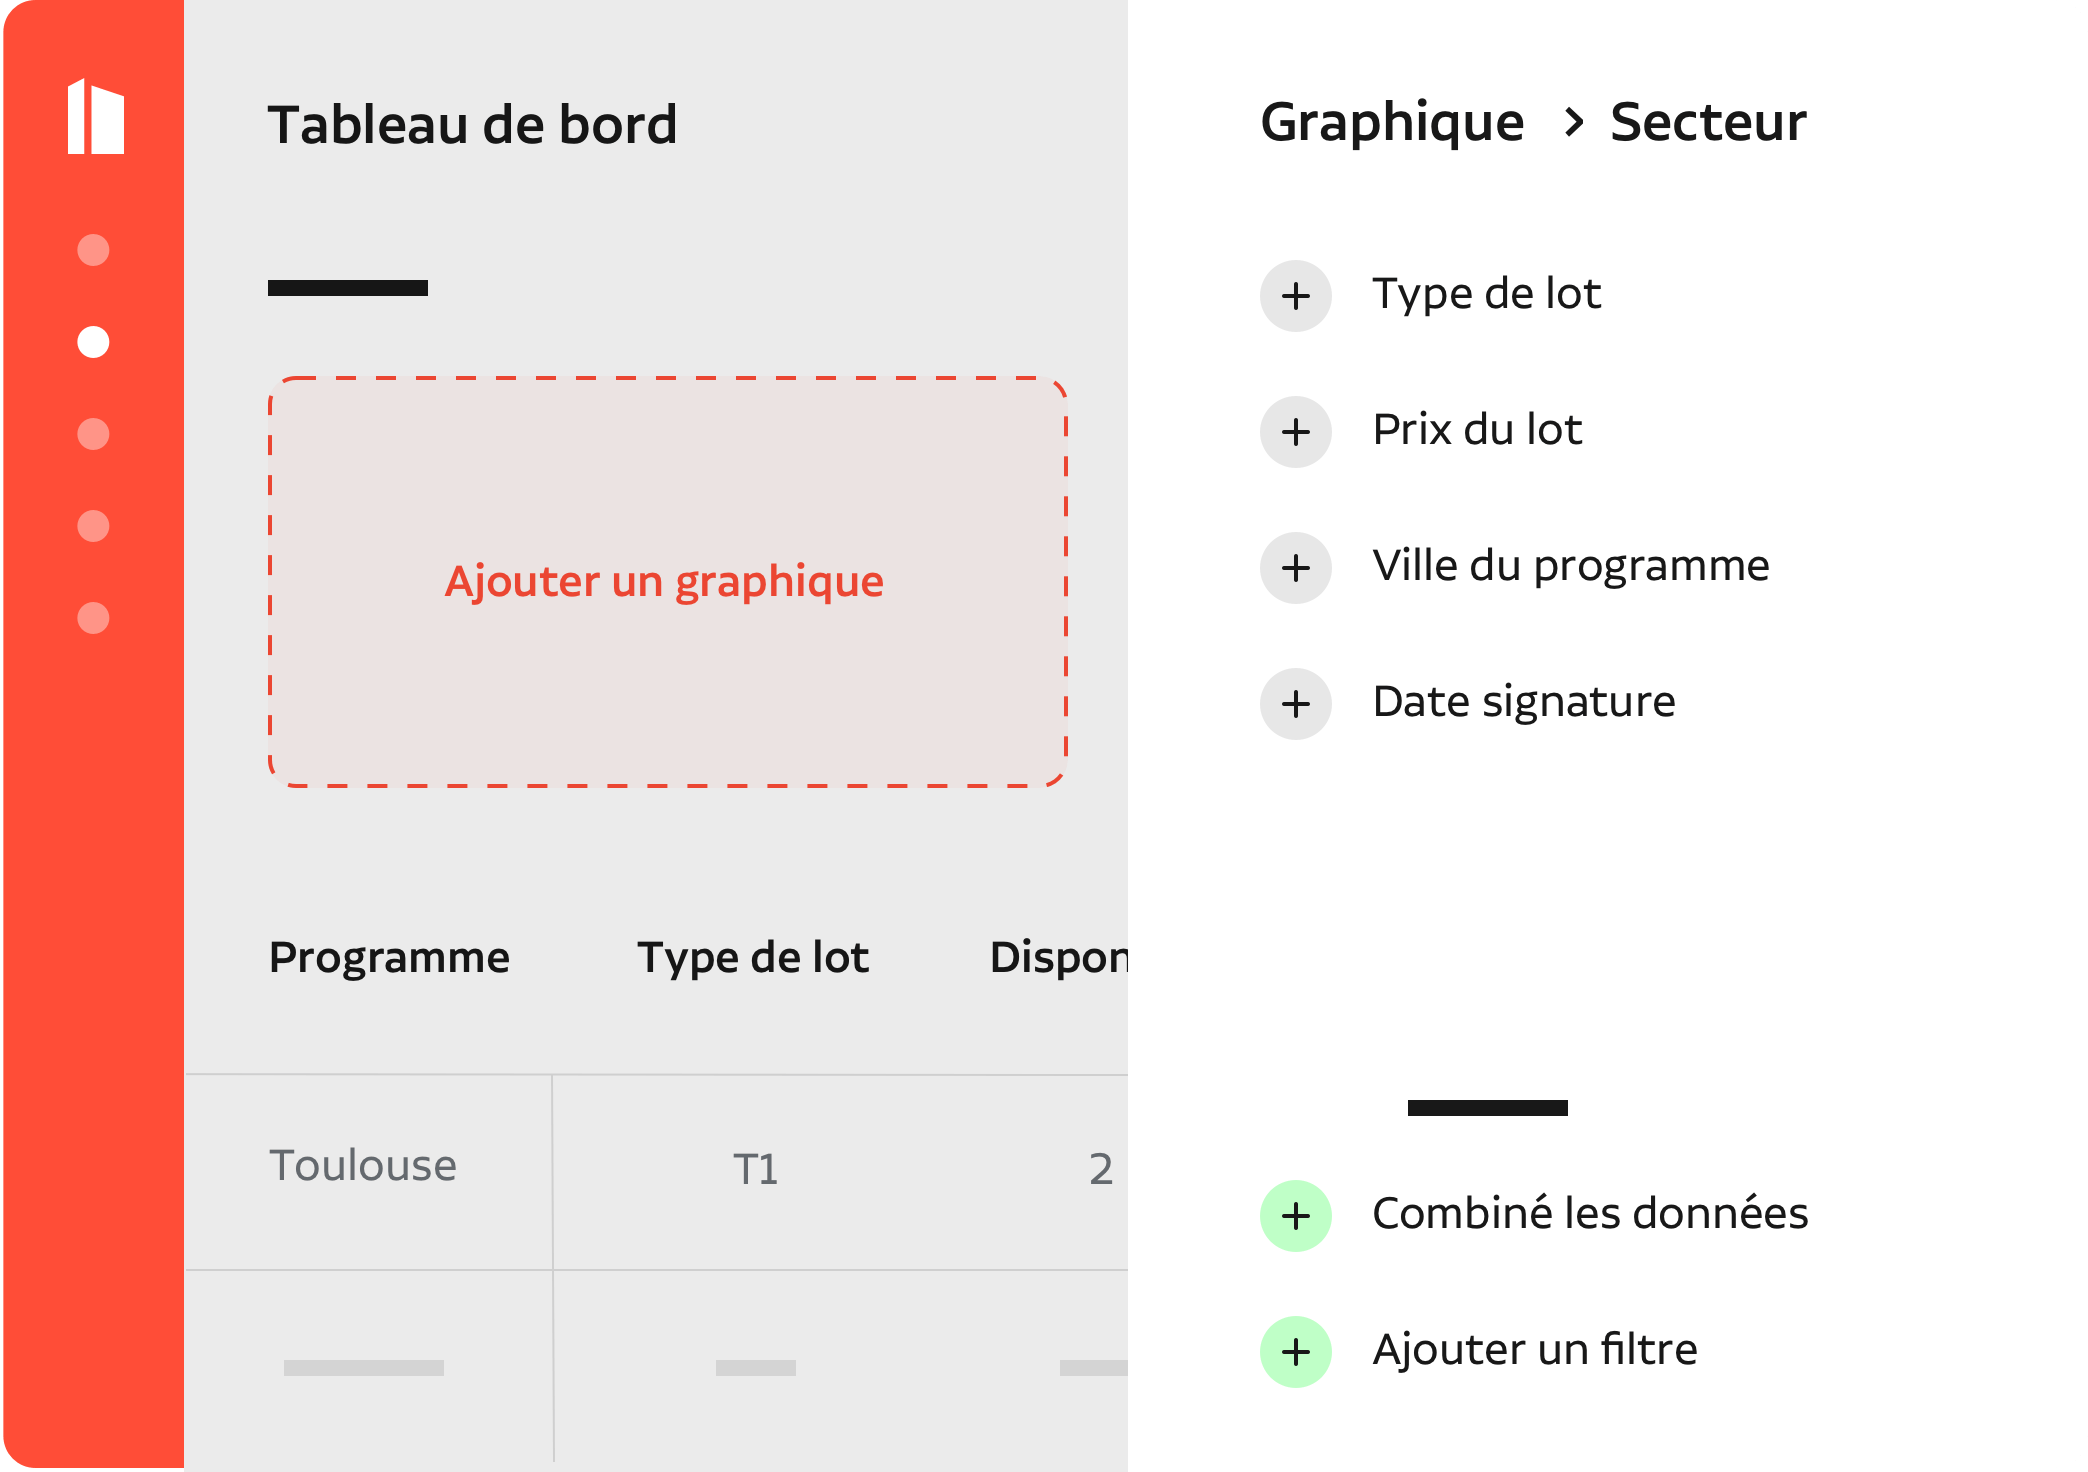 Tableau de bord
Ajouter un graphique
Programme Type de lot Dispon
Toulouse T1 2
Graphique > Secteur
Type de lot
Prix du lot
Ville du programme
Date signature
Combiné les données
Ajouter un filtre